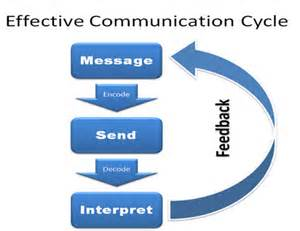 Effective Communication Cycle
Message
Encode
Send
Decode
Interpret
Feedback